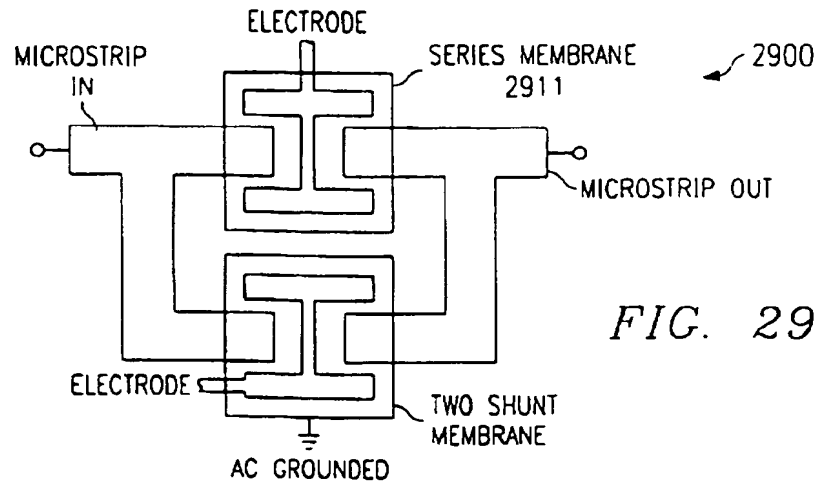 ELECTRODE
MICROSTRIP
IN
SERIES MEMBRANE
2911
2900
MICROSTRIP OUT
FIG. 29
ELECTRODE
TWO SHUNT
MEMBRANE
AC GROUNDED